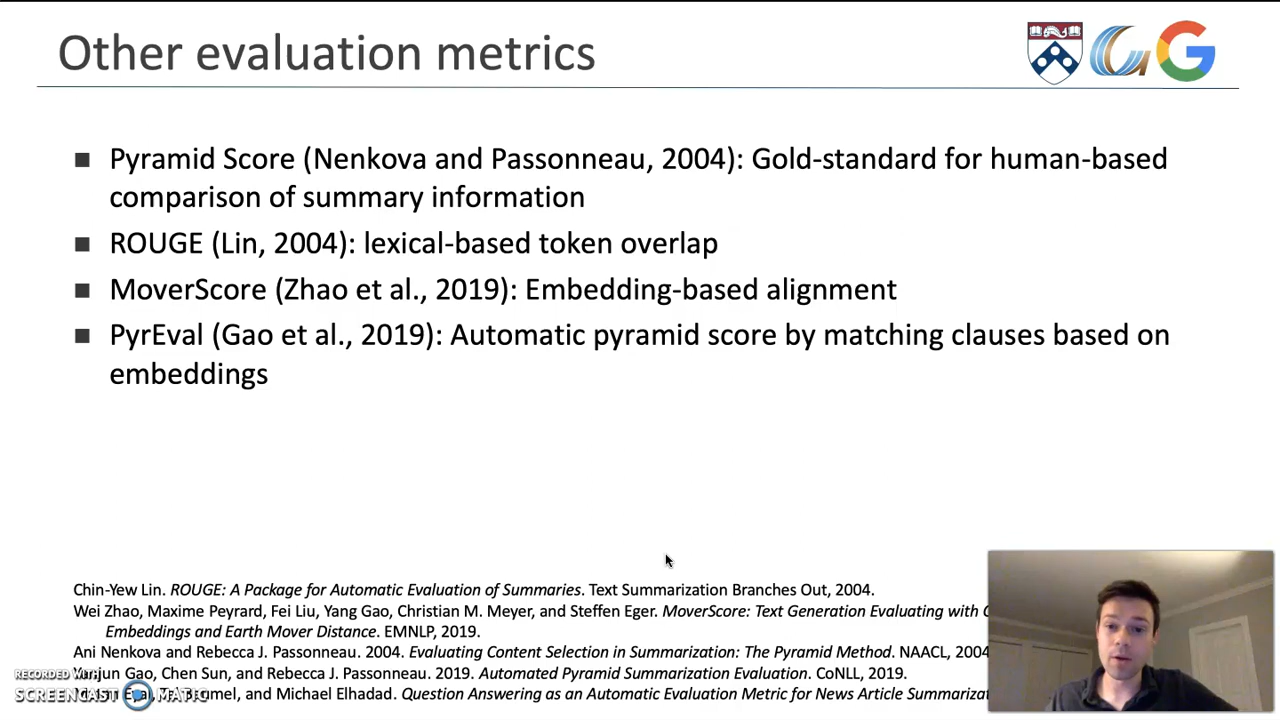 Other evaluation metrics
Pyramid Score (Nenkova and Passonneau, 2004): Gold-standard for human-based
comparison of summary information
ROUGE (Lin, 2004): lexical-based token overlap
MoverScore (Zhao et al., 2019): Embedding-based alignment
PyrEval (Gao et al., 2019): Automatic pyramid score by matching clauses based on
embeddings
Chin-Yew Lin. ROUGE: A Package for Automatic Evaluation of Summaries. Text Summarization Branches Out, 2004.
Wei Zhao, Maxime Peyrard, Fei Liu, Yang Gao, Christian M. Meyer, and Steffen Eger. MoverScore: Text Generation Evaluating with
Embeddings and Earth Mover Distance. EMNLP, 2019.
Ani Nenkova and Rebecca J. Passonneau. 2004. Evaluating Content Selection in Summarization: The Pyramid Method. NAACL, 2004
RECORDED WITH
Yanjun Gao, Chen Sun, and Rebecca J. Passonneau. 2019. Automated Pyramid Summarization Evaluation. CoNLL, 2019.
SCREENCAST MATIC
and Michael Elhadad. Question Answering as an Automatic Evaluation Metric for News Article